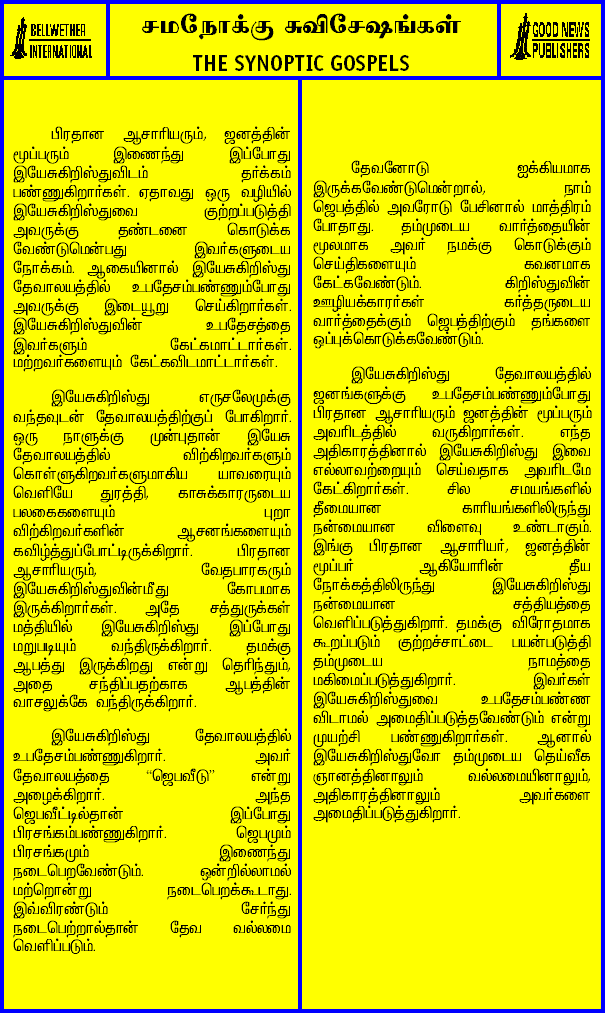 BELLWETHER
INTERNATIONAL
சமநோக்கு சுவிசேஷங்கள்
THE SYNOPTIC GOSPELS
GOOD NEWS
PUBLISHERS
பிரதான ஆசாரியரும், ஜனத்தின்
மூப்பரும் இணைந்து இப்போது
இயேசுகிறிஸ்துவிடம் தர்க்கம்
பண்ணுகிறார்கள். ஏதாவது ஒரு வழியில்
இயேசுகிறிஸ்துவை குற்றப்படுத்தி
அவருக்கு தண்டனை கொடுக்க
வேண்டுமென்பது இவர்களுடைய
நோக்கம். ஆகையினால் இயேசுகிறிஸ்து
தேவாலயத்தில் உபதேசம்பண்ணும்போது
அவருக்கு இடையூறு செய்கிறார்கள்.
இயேசுகிறிஸ்துவின் உபதேசத்தை
இவர்களும் கேட்கமாட்டார்கள்.
மற்றவர்களையும் கேட்கவிடமாட்டார்கள்.
இயேசுகிறிஸ்து எருசலேமுக்கு
வந்தவுடன் தேவாலயத்திற்குப் போகிறார்.
ஒரு நாளுக்கு முன்புதான் இயேசு
தேவாலயத்தில் விற்கிறவர்களும்
கொள்ளுகிறவர்களுமாகிய யாவரையும்
வெளியே துரத்தி, காசுக்காரருடைய
பலகைகளையும் புறா
விற்கிறவர்களின் ஆசனங்களையும்
கவிழ்த்துப்போட்டிருக்கிறார். பிரதான
ஆசாரியரும், வேதபாரகரும்
இயேசுகிறிஸ்துவின்மீது கோபமாக
இருக்கிறார்கள். அதே சத்துருக்கள்
மத்தியில் இயேசுகிறிஸ்து இப்போது
மறுபடியும் வந்திருக்கிறார். தமக்கு
ஆபத்து இருக்கிறது என்று தெரிந்தும்,
அதை சந்திப்பதற்காக ஆபத்தின்
வாசலுக்கே வந்திருக்கிறார்.
இயேசுகிறிஸ்து தேவாலயத்தில்
உபதேசம்பண்ணுகிறார். அவர்
தேவாலயத்தை “ஜெபவீடு” என்று
அழைக்கிறார். அந்த
ஜெபவீட்டில்தான் இப்போது
பிரசங்கம்பண்ணுகிறார். ஜெபமும்
பிரசங்கமும் இணைந்து
நடைபெறவேண்டும். ஒன்றில்லாமல்
மற்றொன்று நடைபெறக்கூடாது.
இவ்விரண்டும் சேர்ந்து
நடைபெற்றால்தான் தேவ வல்லமை
வெளிப்படும்.
தேவனோடு ஐக்கியமாக
இருக்கவேண்டுமென்றால், நாம்
ஜெபத்தில் அவரோடு பேசினால் மாத்திரம்
போதாது. தம்முடைய வார்த்தையின்
மூலமாக அவர் நமக்கு கொடுக்கும்
செய்திகளையும் கவனமாக
கேட்கவேண்டும். கிறிஸ்துவின்
ஊழியக்காரர்கள் கர்த்தருடைய
வார்த்தைக்கும் ஜெபத்திற்கும் தங்களை
ஒப்புக்கொடுக்கவேண்டும்.
இயேசுகிறிஸ்து தேவாலயத்தில்
ஜனங்களுக்கு உபதேசம்பண்ணும்போது
பிரதான ஆசாரியரும் ஜனத்தின் மூப்பரும்
அவரிடத்தில் வருகிறார்கள். எந்த
அதிகாரத்தினால் இயேசுகிறிஸ்து இவை
எல்லாவற்றையும் செய்வதாக அவரிடமே
கேட்கிறார்கள். சில சமயங்களில்
தீமையான காரியங்களிலிருந்து
நன்மையான விளைவு உண்டாகும்.
இங்கு பிரதான ஆசாரியர், ஜனத்தின்
மூப்பர் ஆகியோரின் தீய
நோக்கத்திலிருந்து இயேசுகிறிஸ்து
நன்மையான சத்தியத்தை
வெளிப்படுத்துகிறார். தமக்கு விரோதமாக
கூறப்படும் குற்றச்சாட்டை பயன்படுத்தி
தம்முடைய நாமத்தை
மகிமைப்படுத்துகிறார். இவர்கள்
இயேசுகிறிஸ்துவை உபதேசம்பண்ண
விடாமல் அமைதிப்படுத்தவேண்டும் என்று
முயற்சி பண்ணுகிறார்கள். ஆனால்
இயேசுகிறிஸ்துவோ தம்முடைய தெய்வீக
ஞானத்தினாலும் வல்லமையினாலும்,
அதிகாரத்தினாலும் அவர்களை
அமைதிப்படுத்துகிறார்.